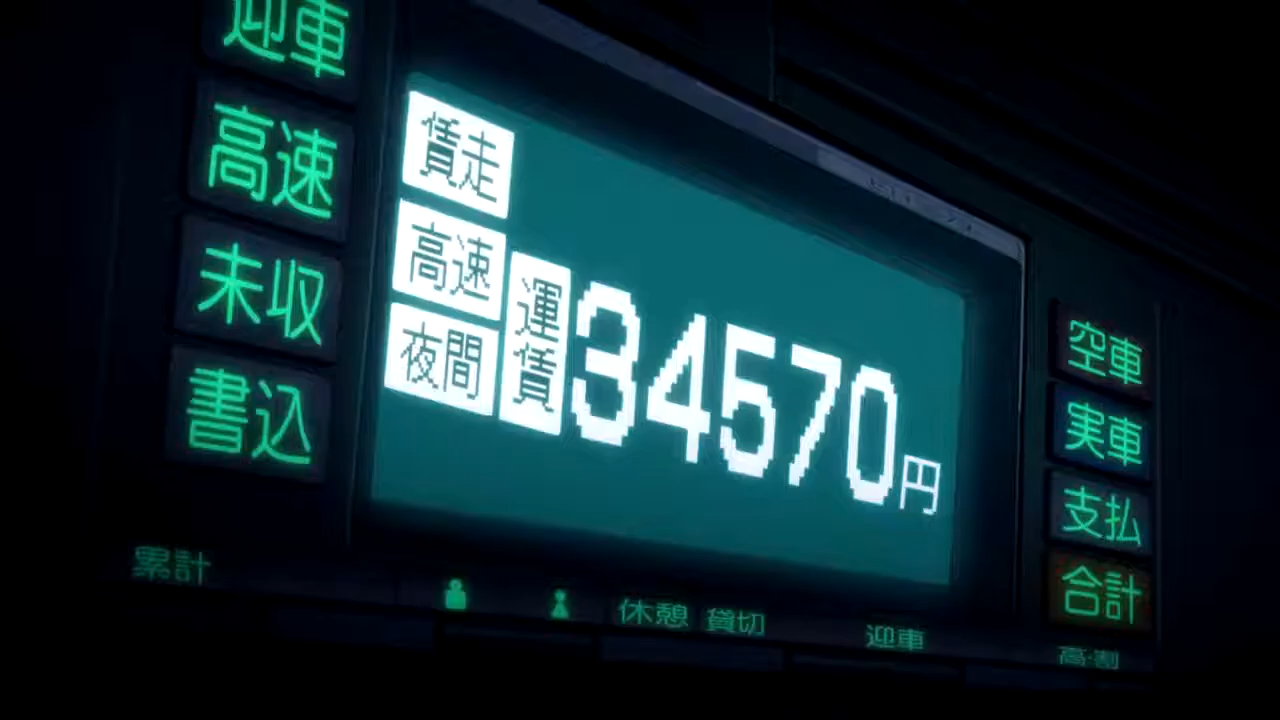 迎車
高速
未収
書込
賃走
高速
夜間
運賃
34570円
空車
実車
支払
合計
累計
休憩
貸切
迎車
高・割